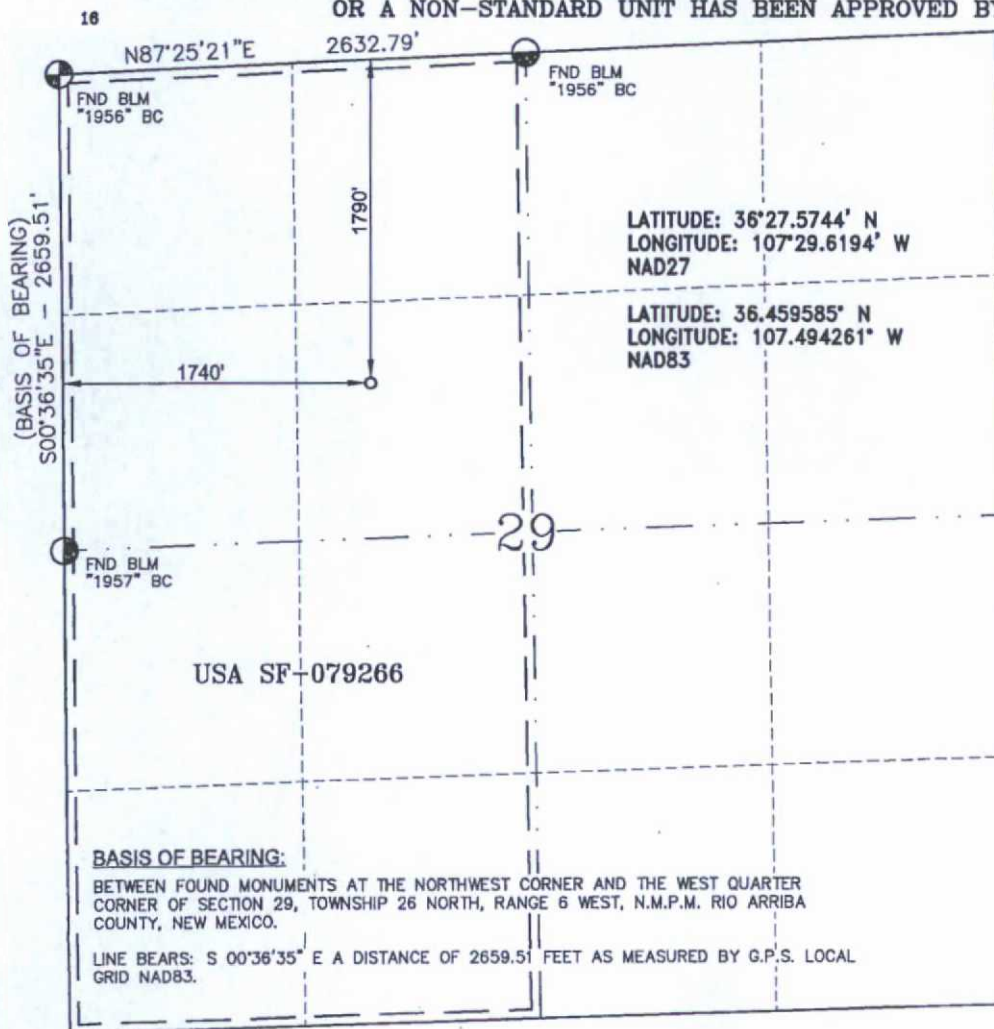 16
OR A NON-STANDARD UNIT HAS BEEN APPROVED BY
N87°25'21"E 2632.79'
FND BLM
"1956" BC
FND BLM
"1956" BC
(BASIS OF BEARING)
S00°36'35"E - 2659.51'
1790'
LATITUDE: 36°27.5744' N
LONGITUDE: 107°29.6194' W
NAD27
LATITUDE: 36.459585° N
LONGITUDE: 107.494261° W
NAD83
1740'
29
FND BLM
"1957" BC
USA SF-079266
BASIS OF BEARING:
BETWEEN FOUND MONUMENTS AT THE NORTHWEST CORNER AND THE WEST QUARTER
CORNER OF SECTION 29, TOWNSHIP 26 NORTH, RANGE 6 WEST, N.M.P.M. RIO ARRIBA
COUNTY, NEW MEXICO.
LINE BEARS: S 00°36'35" E A DISTANCE OF 2659.51 FEET AS MEASURED BY G.P.S. LOCAL
GRID NAD83.